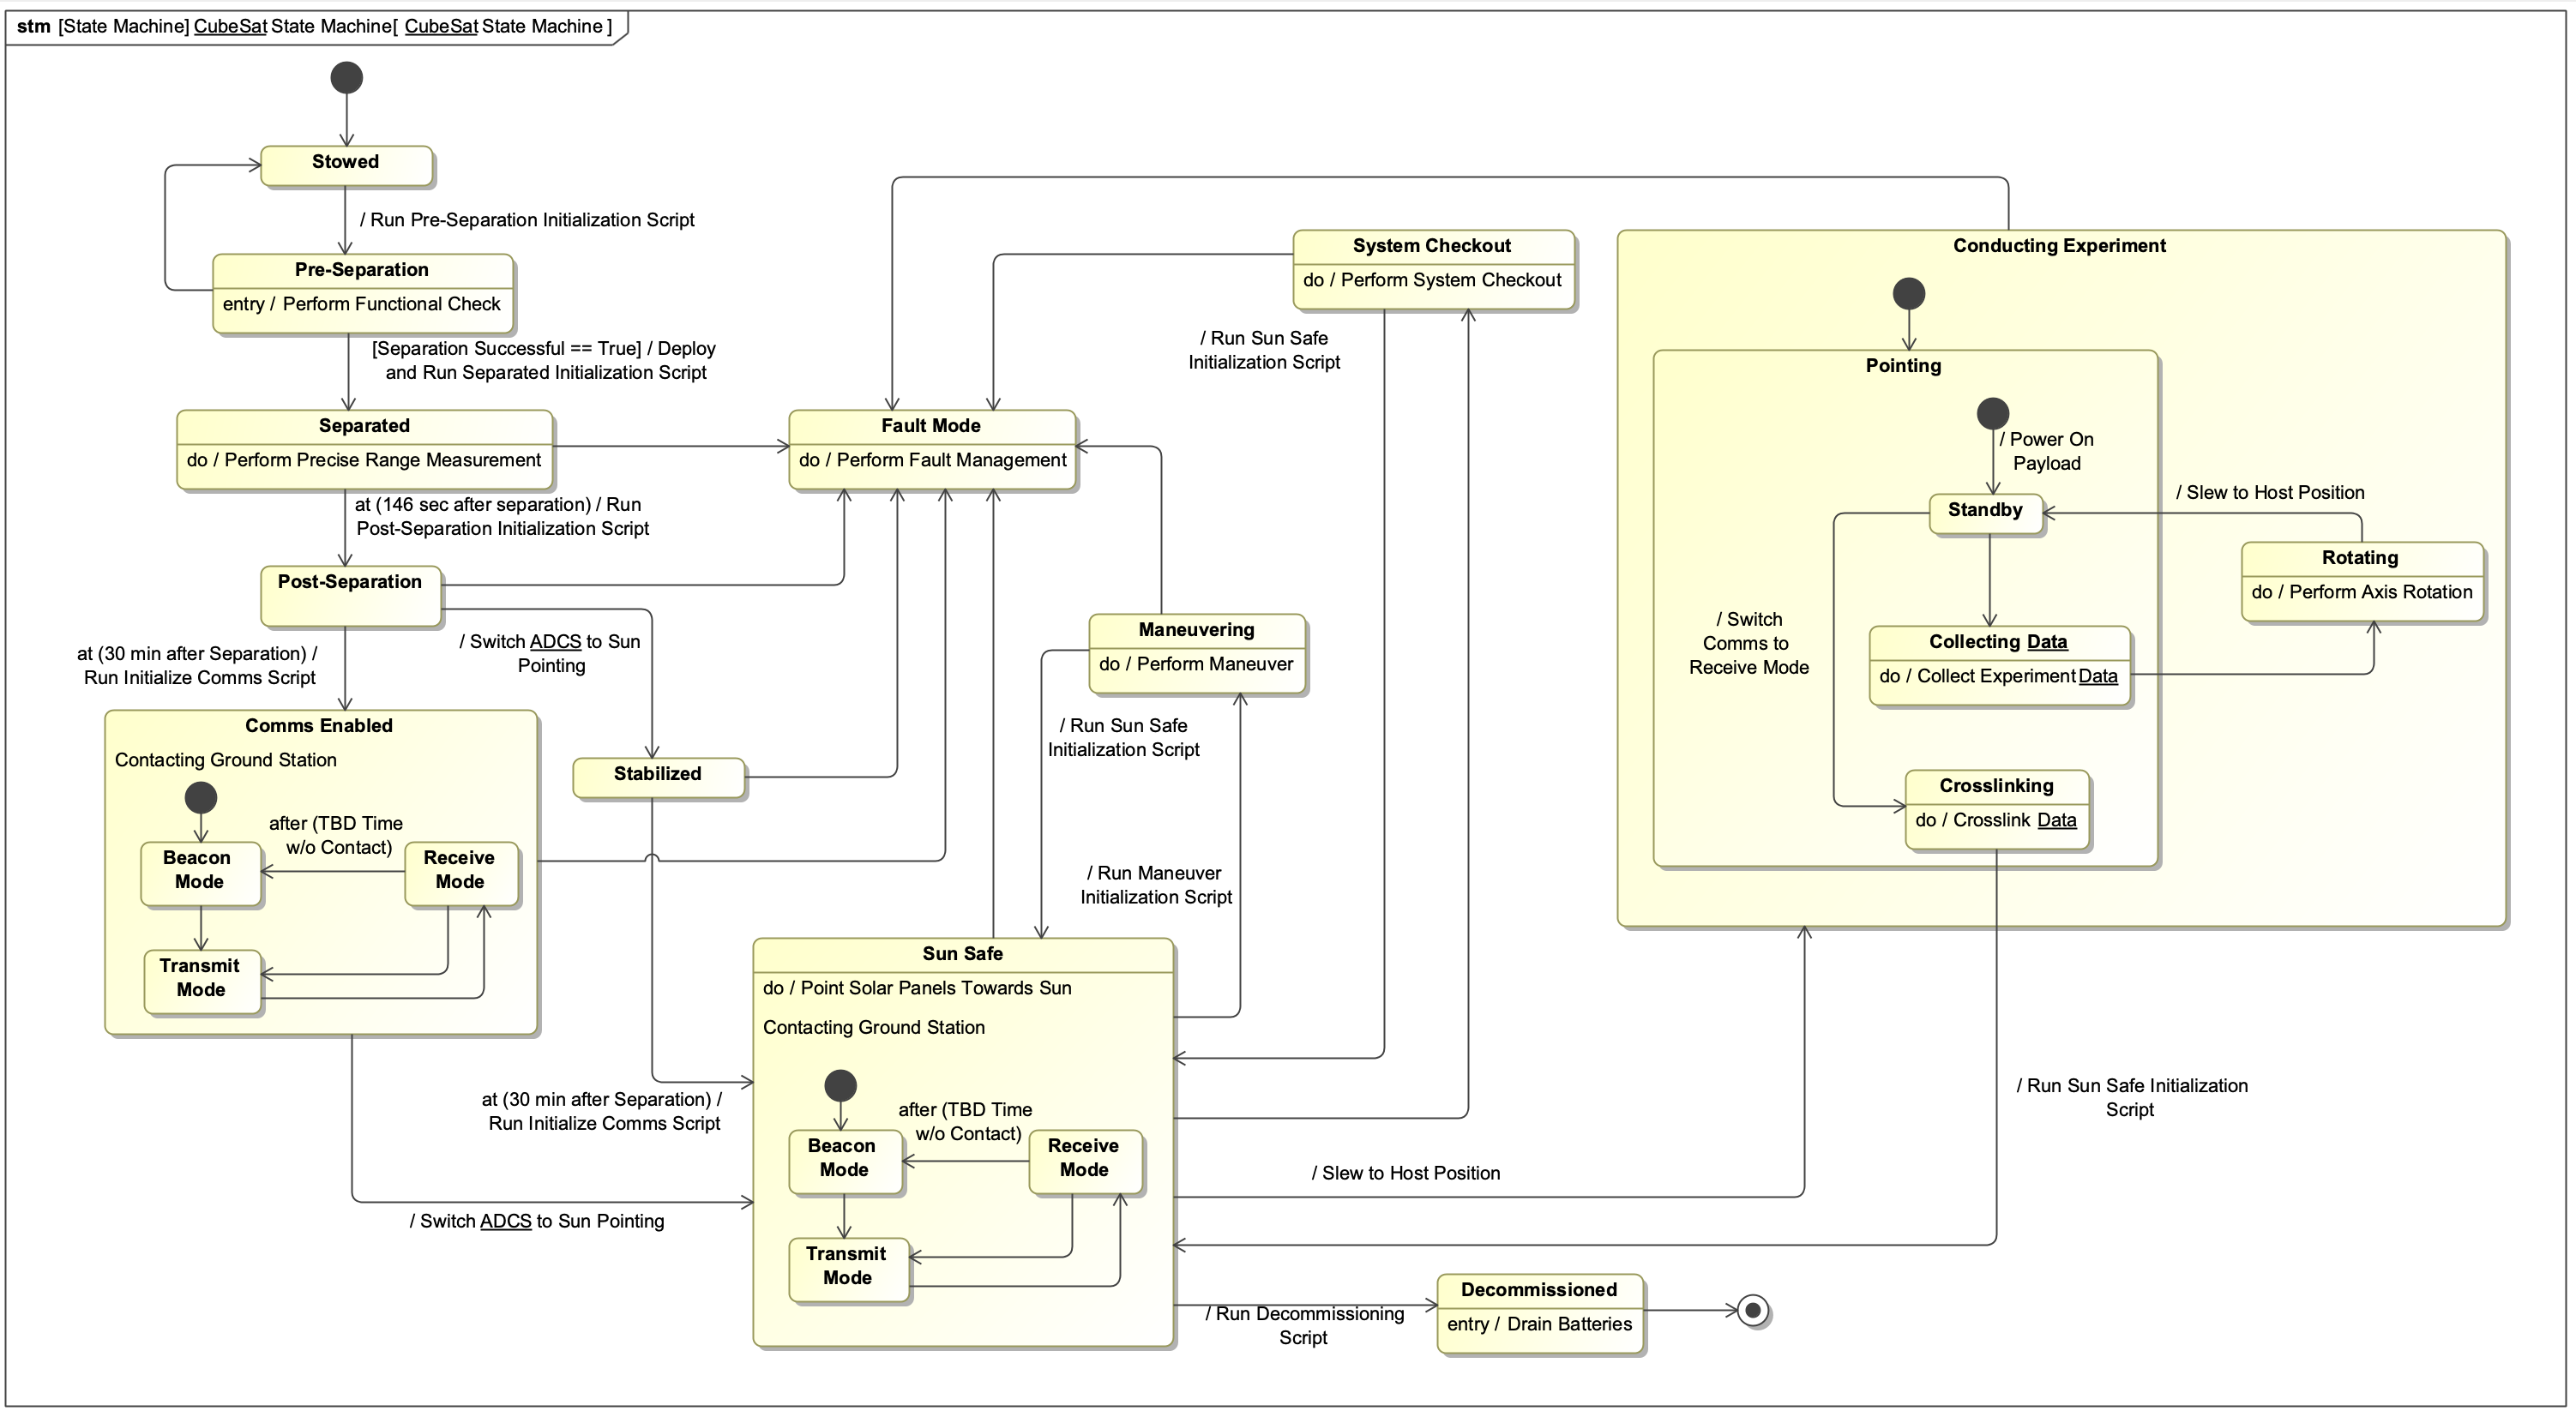 stm [State Machine] CubeSat State Machine[ CubeSat State Machine ]
Stowed
/ Run Pre-Separation Initialization Script
Pre-Separation
entry / Perform Functional Check
[Separation Successful == True] / Deploy
and Run Separated Initialization Script
Separated
do / Perform Precise Range Measurement
at (146 sec after separation) / Run
Post-Separation Initialization Script
Post-Separation
at (30 min after Separation) /
Run Initialize Comms Script
/ Switch ADCS to Sun
Pointing
Comms Enabled
Contacting Ground Station
after (TBD Time
w/o Contact)
Beacon
Mode
Receive
Mode
Transmit
Mode
Stabilized
at (30 min after Separation) /
Run Initialize Comms Script
/ Switch ADCS to Sun Pointing
Fault Mode
do / Perform Fault Management
System Checkout
do / Perform System Checkout
/ Run Sun Safe
Initialization Script
Maneuvering
do / Perform Maneuver
/ Run Sun Safe
Initialization Script
/ Run Maneuver
Initialization Script
Sun Safe
do / Point Solar Panels Towards Sun
Contacting Ground Station
after (TBD Time
w/o Contact)
Beacon
Mode
Receive
Mode
Transmit
Mode
Conducting Experiment
Pointing
/ Power On
Payload
Standby
/ Slew to Host Position
Rotating
do / Perform Axis Rotation
/ Switch
Comms to
Receive Mode
Collecting Data
do / Collect Experiment Data
Crosslinking
do / Crosslink Data
/ Run Sun Safe Initialization
Script
/ Slew to Host Position
/ Run Decommissioning
Script
Decommissioned
entry / Drain Batteries